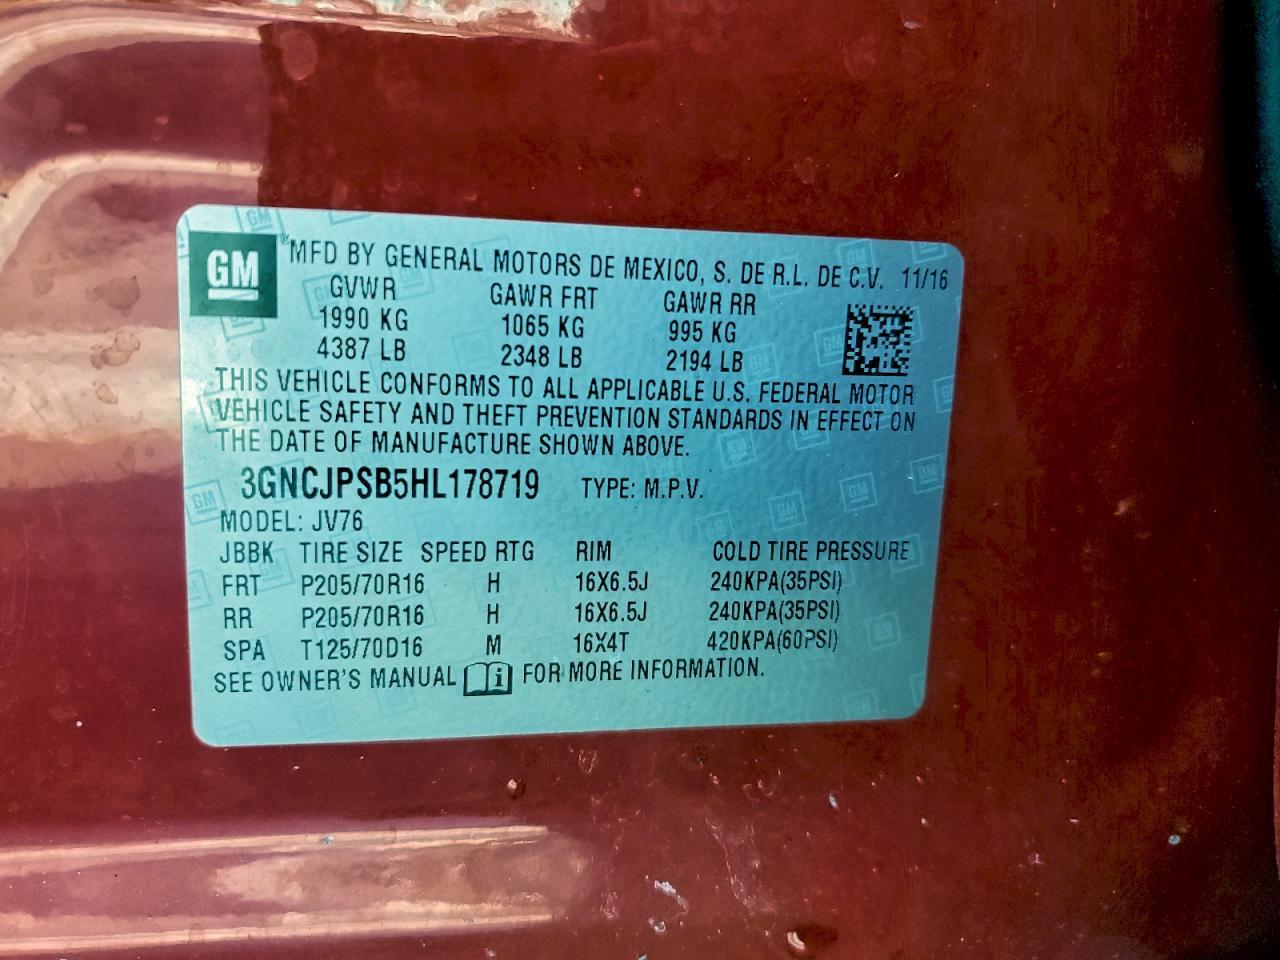 GM ® MFD BY GENERAL MOTORS DE MEXICO, S. DE R.L. DE C.V. 11/16
GVWR GAWR FRT GAWR RR
1990 KG 1065 KG 995 KG
4387 LB 2348 LB 2194 LB
THIS VEHICLE CONFORMS TO ALL APPLICABLE U.S. FEDERAL MOTOR
VEHICLE SAFETY AND THEFT PREVENTION STANDARDS IN EFFECT ON
THE DATE OF MANUFACTURE SHOWN ABOVE.
3GNCJPSB5HL178719 TYPE: M.P.V.
MODEL: JV76
JBBK TIRE SIZE SPEED RTG RIM COLD TIRE PRESSURE
FRT P205/70R16 H 16X6.5J 240KPA(35PSI)
RR P205/70R16 H 16X6.5J 240KPA(35PSI)
SPA T125/70D16 M 16X4T 420KPA(60PSI)
SEE OWNER'S MANUAL i FOR MORE INFORMATION.